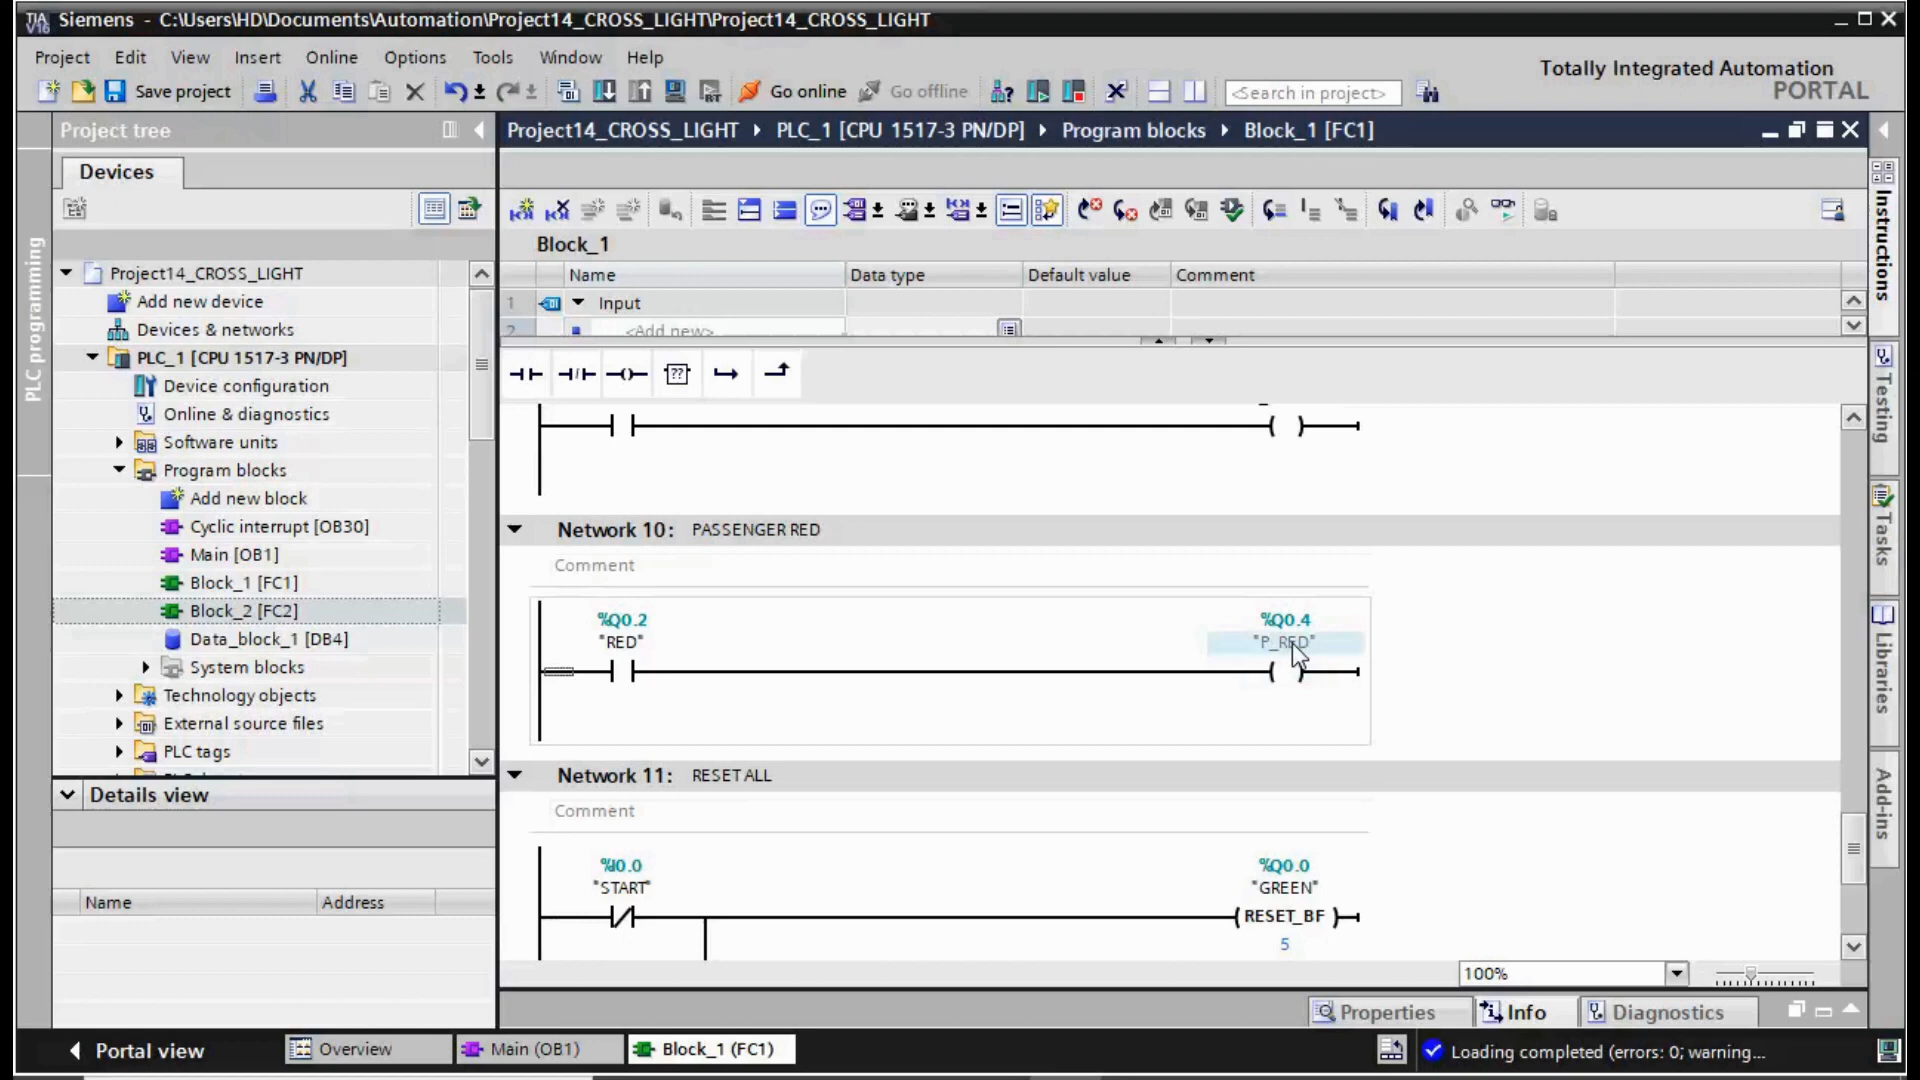 TIA V16 Siemens - C:\Users\HD\Documents\Automation\Project14_CROSS_LIGHT\Project14_CROSS_LIGHT
Project Edit View Insert Online Options Tools Window Help
Totally Integrated Automation
PORTAL
Save project Go online Go offline <Search in project>
Project tree
Project14_CROSS_LIGHT PLC_1 [CPU 1517-3 PN/DP] Program blocks Block_1 [FC1]
Devices
PLC programming
Project14_CROSS_LIGHT
Add new device
Devices & networks
PLC_1 [CPU 1517-3 PN/DP]
Device configuration
Online & diagnostics
Software units
Program blocks
Add new block
Cyclic interrupt [OB30]
Main [OB1]
Block_1 [FC1]
Block_2 [FC2]
Data_block_1 [DB4]
System blocks
Technology objects
External source files
PLC tags
Details view
Name Address
Block_1
Name Data type Default value Comment
1 Input
2 <Add new>
??
Network 10: PASSENGER RED
Comment
%Q0.2 %Q0.4
"RED" "P_RED"
Network 11: RESET ALL
Comment
%I0.0 %Q0.0
"START" "GREEN"
RESET_BF
5
100%
Properties Info Diagnostics
Instructions
Testing
Tasks
Libraries
Add-ins
Portal view Overview Main (OB1) Block_1 (FC1) Loading completed (errors: 0; warning...